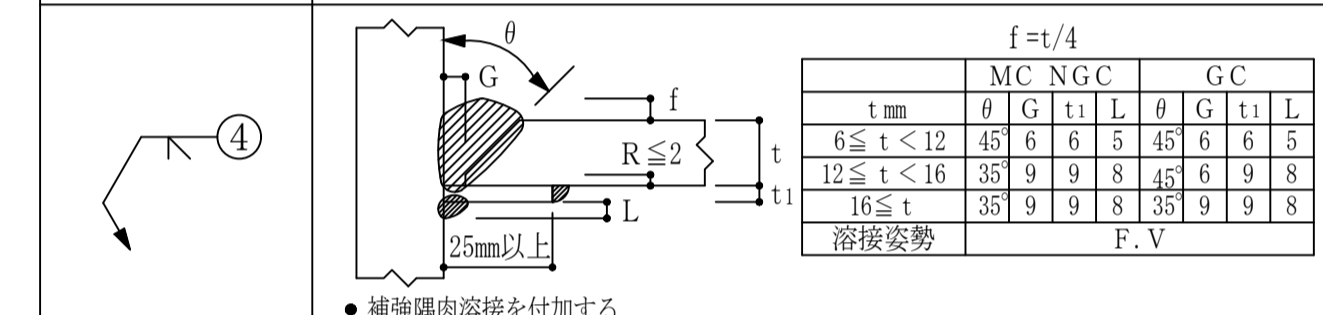 ④
θ
G
f
R≦2
t
t1
L
25mm以上
● 補強隅肉溶接を付加する
f=t/4
MC NGC GC
t mm θ G t1 L θ G t1 L
6≦ t <12 45° 6 6 5 45° 6 6 5
12≦ t <16 35° 9 9 8 45° 6 9 8
16≦ t 35° 9 9 8 35° 9 9 8
溶接姿勢 F.V